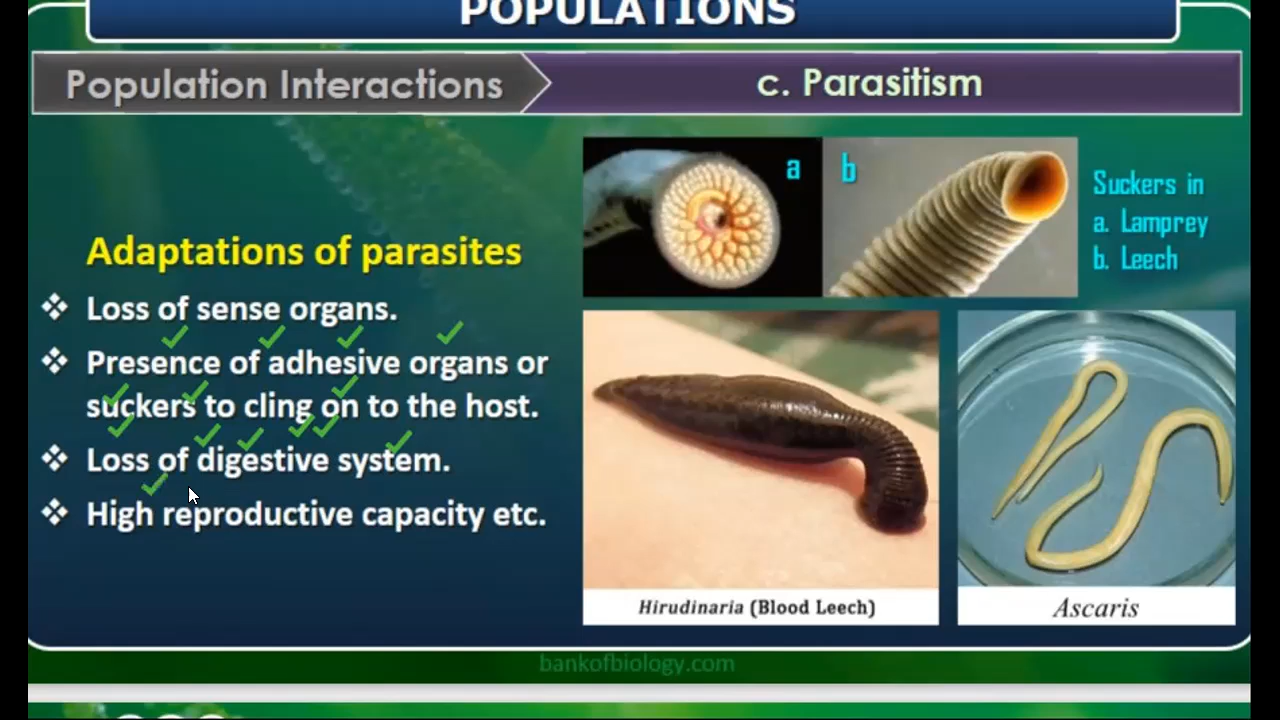 POPULATIONS
Population Interactions
c. Parasitism
Adaptations of parasites
❖ Loss of sense organs.
❖ Presence of adhesive organs or
suckers to cling on to the host.
❖ Loss of digestive system.
❖ High reproductive capacity etc.
a
b
Suckers in
a. Lamprey
b. Leech
Hirudinaria (Blood Leech)
Ascaris
bankofbiology.com